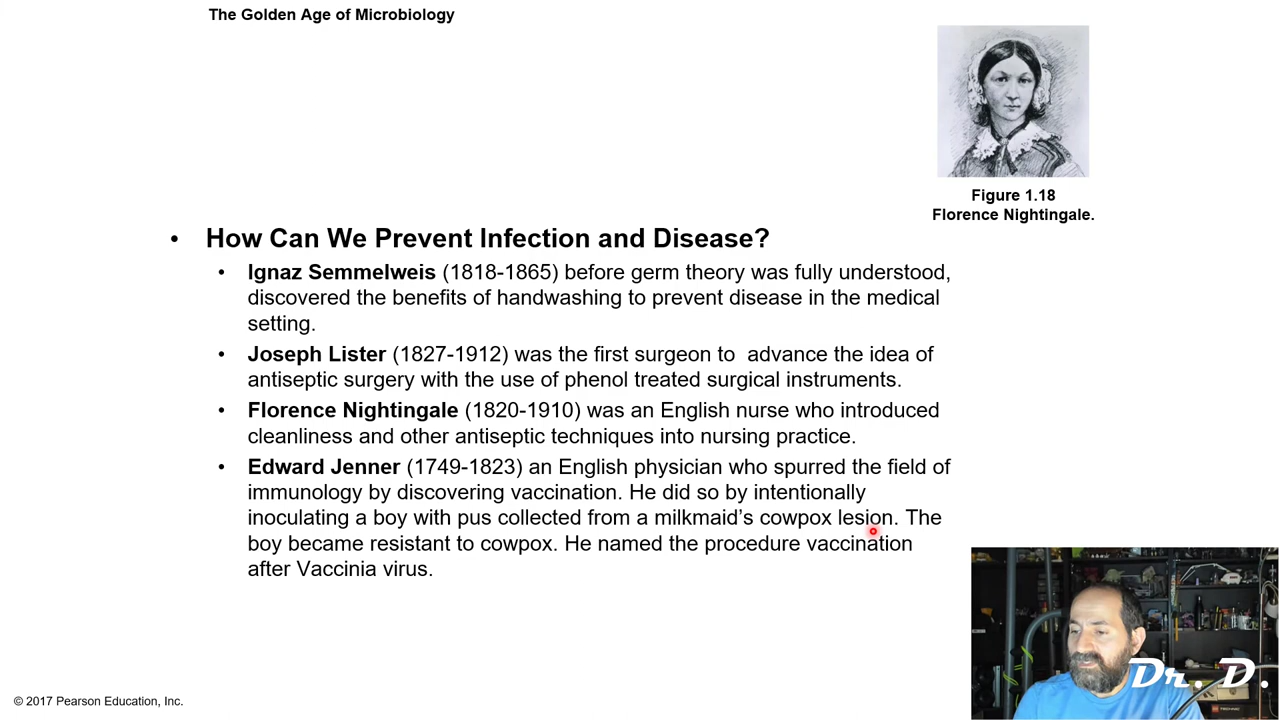 The Golden Age of Microbiology
Figure 1.18
Florence Nightingale.
• How Can We Prevent Infection and Disease?
• Ignaz Semmelweis (1818-1865) before germ theory was fully understood,
discovered the benefits of handwashing to prevent disease in the medical
setting.
• Joseph Lister (1827-1912) was the first surgeon to  advance the idea of
antiseptic surgery with the use of phenol treated surgical instruments.
• Florence Nightingale (1820-1910) was an English nurse who introduced
cleanliness and other antiseptic techniques into nursing practice.
• Edward Jenner (1749-1823) an English physician who spurred the field of
immunology by discovering vaccination. He did so by intentionally
inoculating a boy with pus collected from a milkmaid’s cowpox lesion. The
boy became resistant to cowpox. He named the procedure vaccination
after Vaccinia virus.
Dr. D.
TECHNIC
© 2017 Pearson Education, Inc.